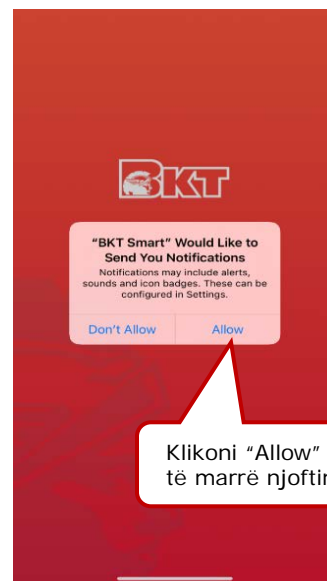 BKT
"BKT Smart" Would Like to
Send You Notifications
Notifications may include alerts,
sounds and icon badges. These can be
configured in Settings.
Don't Allow
Allow
Klikoni "Allow"
të marrë